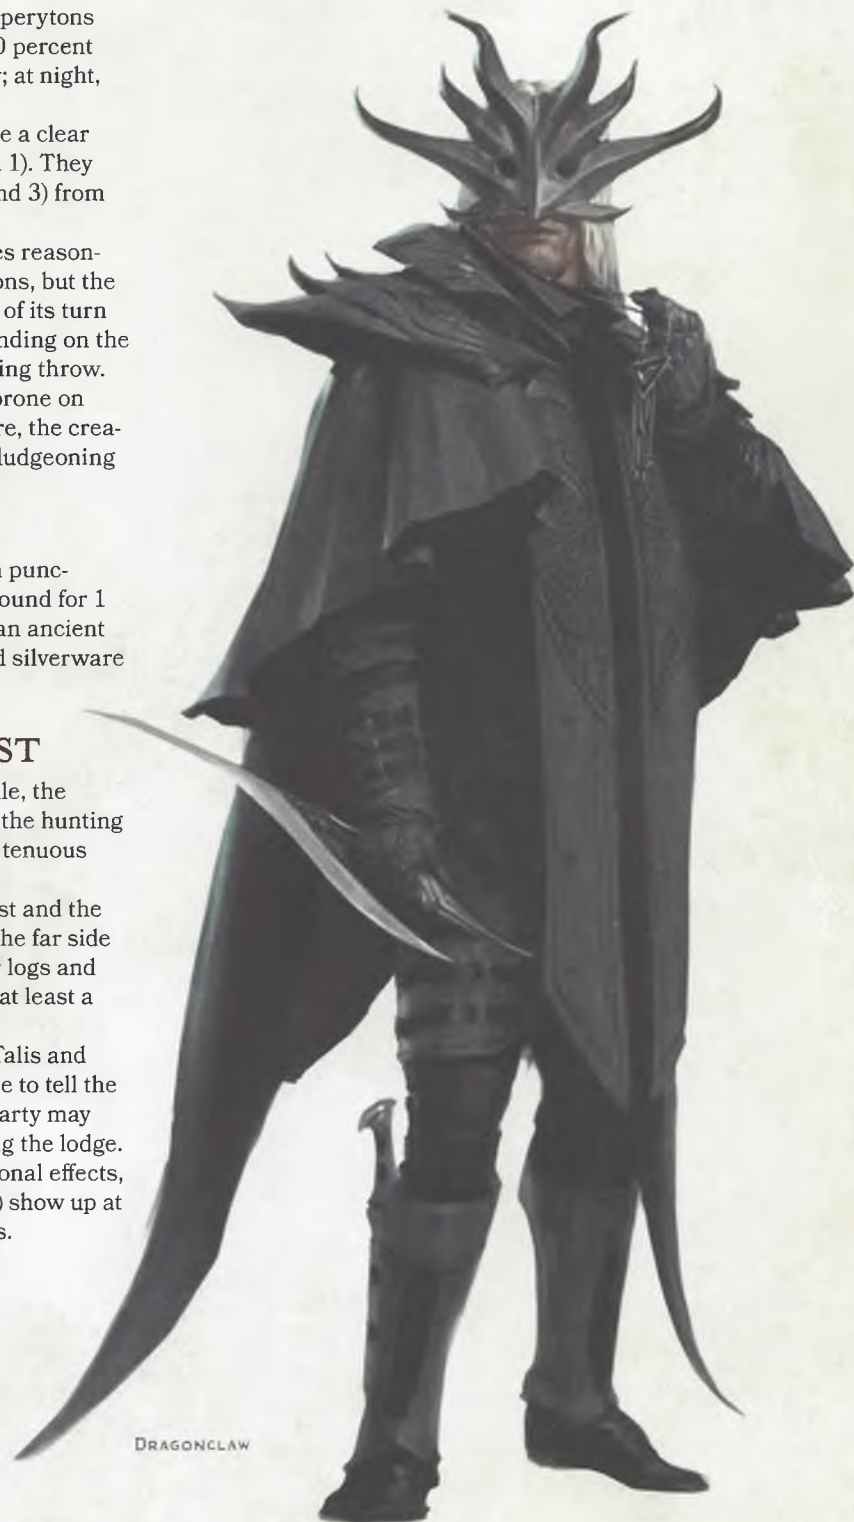 perytons
percent
; at night,
e a clear
1). They
nd 3) from
es reason-
ons, but the
of its turn
nding on the
ing throw.
prone on
re, the crea-
ludgeoning
punc-
ound for 1
an ancient
d silverware
ST
le, the
the hunting
tenuous
st and the
he far side
logs and
at least a
Talis and
e to tell the
arty may
g the lodge.
onal effects,
) show up at
s.
DRAGONCLAW